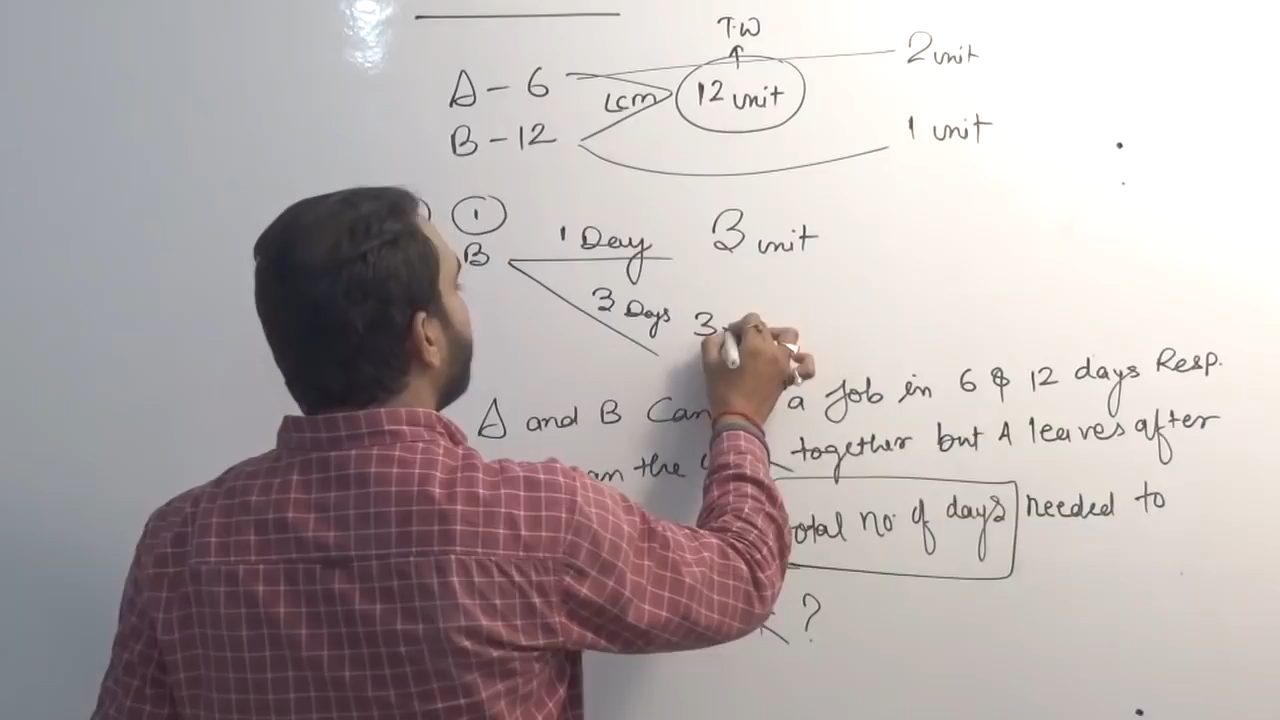 T.W
A - 6 LCM 12 unit 2 unit
B - 12 1 unit
1
B 1 Day 3 unit
3 Days 3
A and B Can a Job in 6 & 12 days Resp.
the together but A leaves after
total no. of days needed to
?